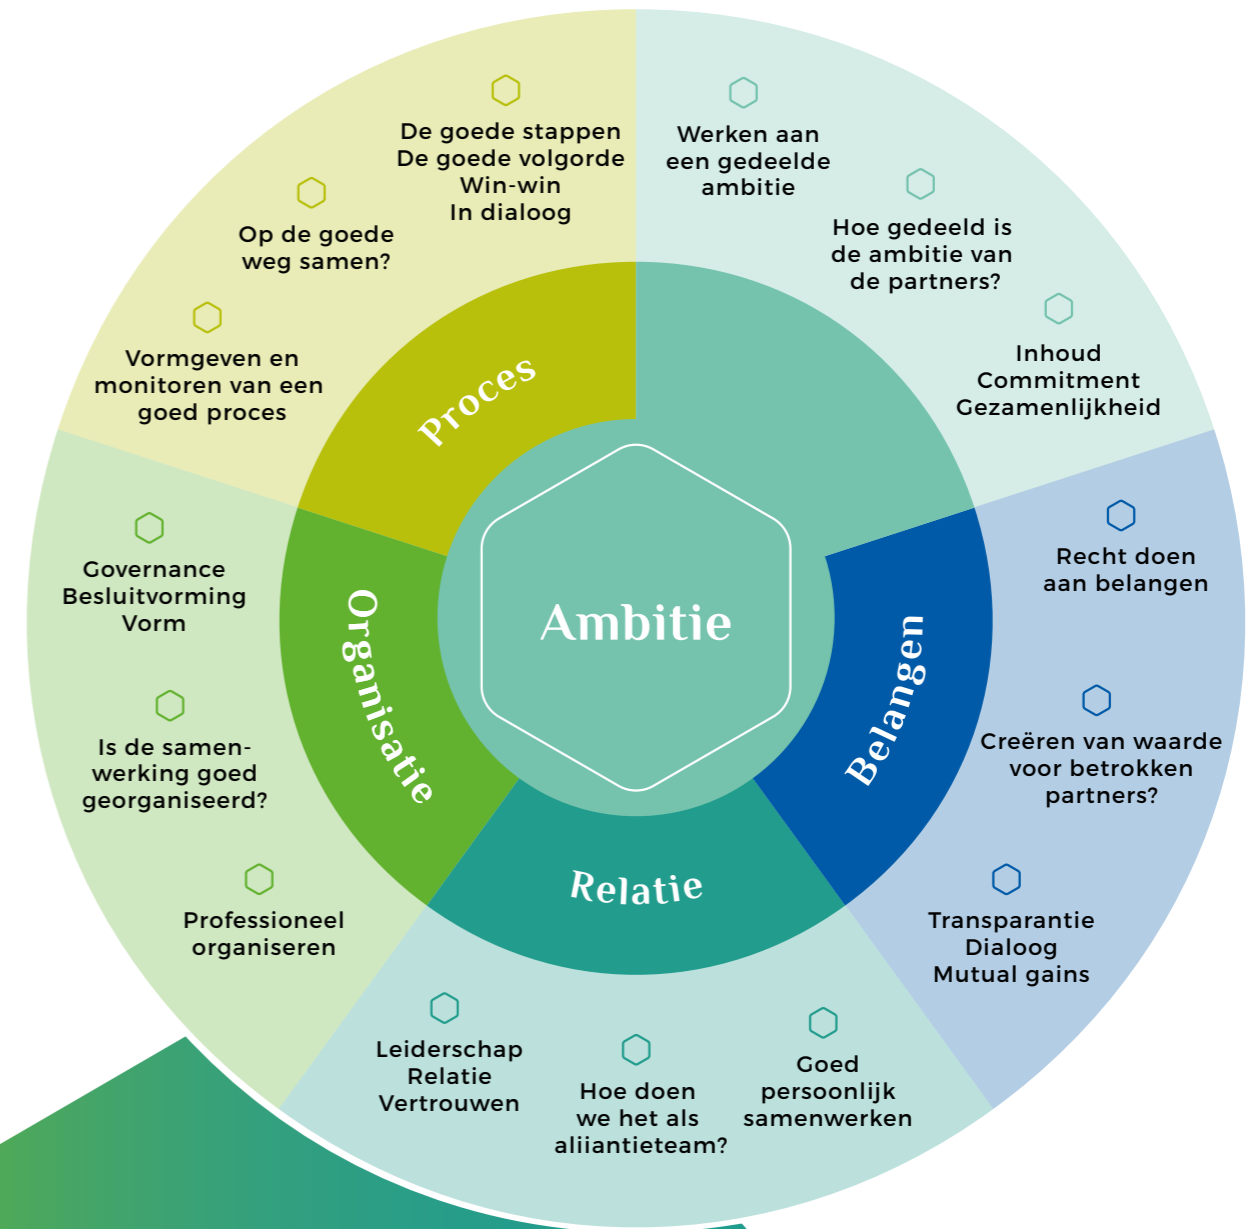 De goede stappen
De goede volgorde
Win-win
In dialoog
Op de goede
weg samen?
Vormgeven en
monitoren van een
goed proces
Werken aan
een gedeelde
ambitie
Hoe gedeeld is
de ambitie van
de partners?
Inhoud
Commitment
Gezamenlijkheid
Proces
Ambitie
Organisatie
Belangen
Relatie
Recht doen
aan belangen
Creëren van waarde
voor betrokken
partners?
Transparantie
Dialoog
Mutual gains
Governance
Besluitvorming
Vorm
Is de samen-
werking goed
georganiseerd?
Professioneel
organiseren
Leiderschap
Relatie
Vertrouwen
Hoe doen
we het als
aliiantieteam?
Goed
persoonlijk
samenwerken